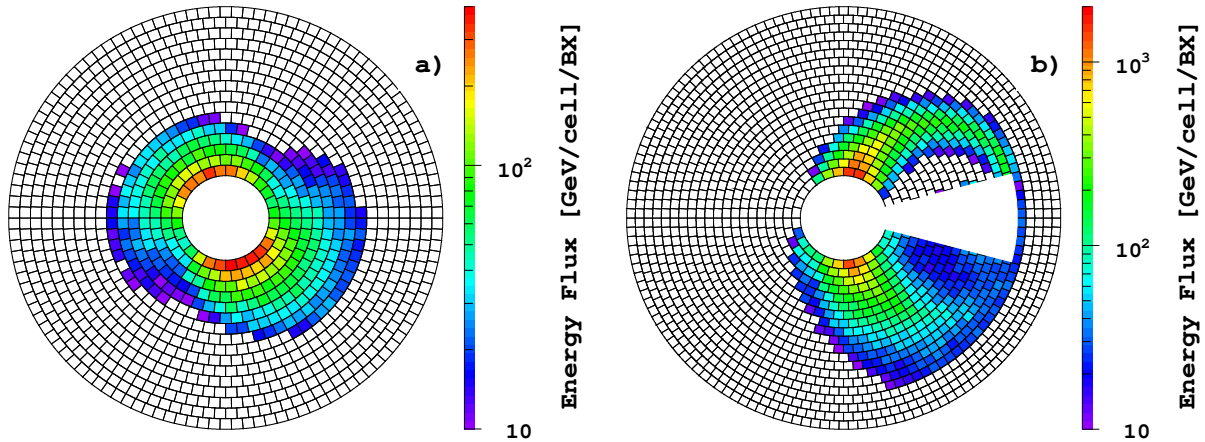 a)
10²
10
Energy Flux [GeV/cell/BX]
b)
10³
10²
10
Energy Flux [GeV/cell/BX]